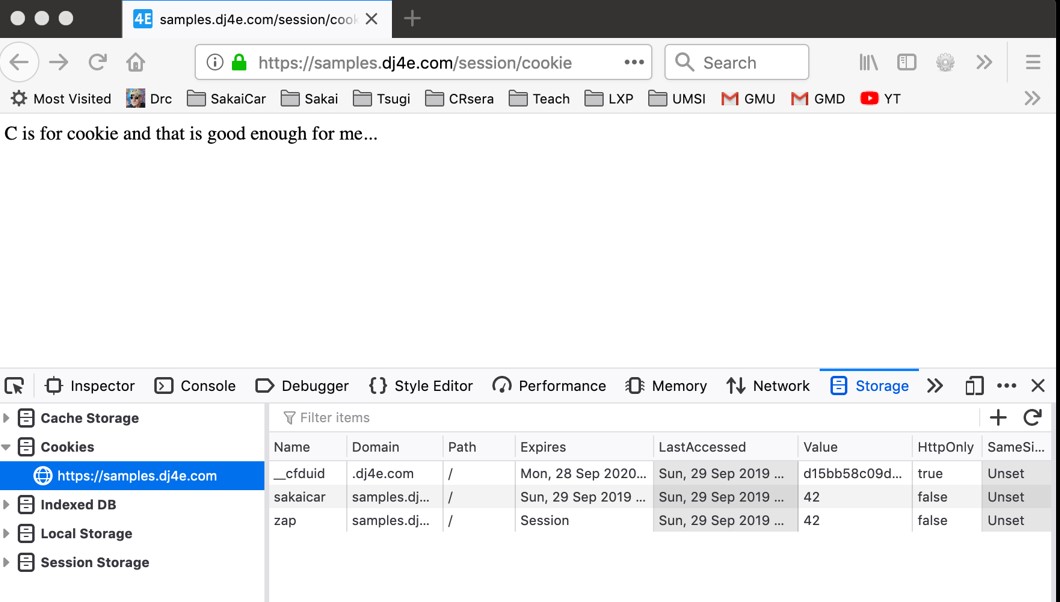 4E samples.dj4e.com/session/cook
https://samples.dj4e.com/session/cookie ••• Search
Most Visited Drc SakaiCar Sakai Tsugi CRsera Teach LXP UMSI GMU GMD YT
C is for cookie and that is good enough for me...
Inspector Console Debugger Style Editor Performance Memory Network Storage
Cache Storage
Cookies
https://samples.dj4e.com
Indexed DB
Local Storage
Session Storage
Filter items
Name Domain Path Expires LastAccessed Value HttpOnly SameSi...
__cfduid .dj4e.com / Mon, 28 Sep 2020... Sun, 29 Sep 2019 ... d15bb58c09d... true Unset
sakaicar samples.dj... / Sun, 29 Sep 2019 ... Sun, 29 Sep 2019 ... 42 false Unset
zap samples.dj... / Session Sun, 29 Sep 2019 ... 42 false Unset